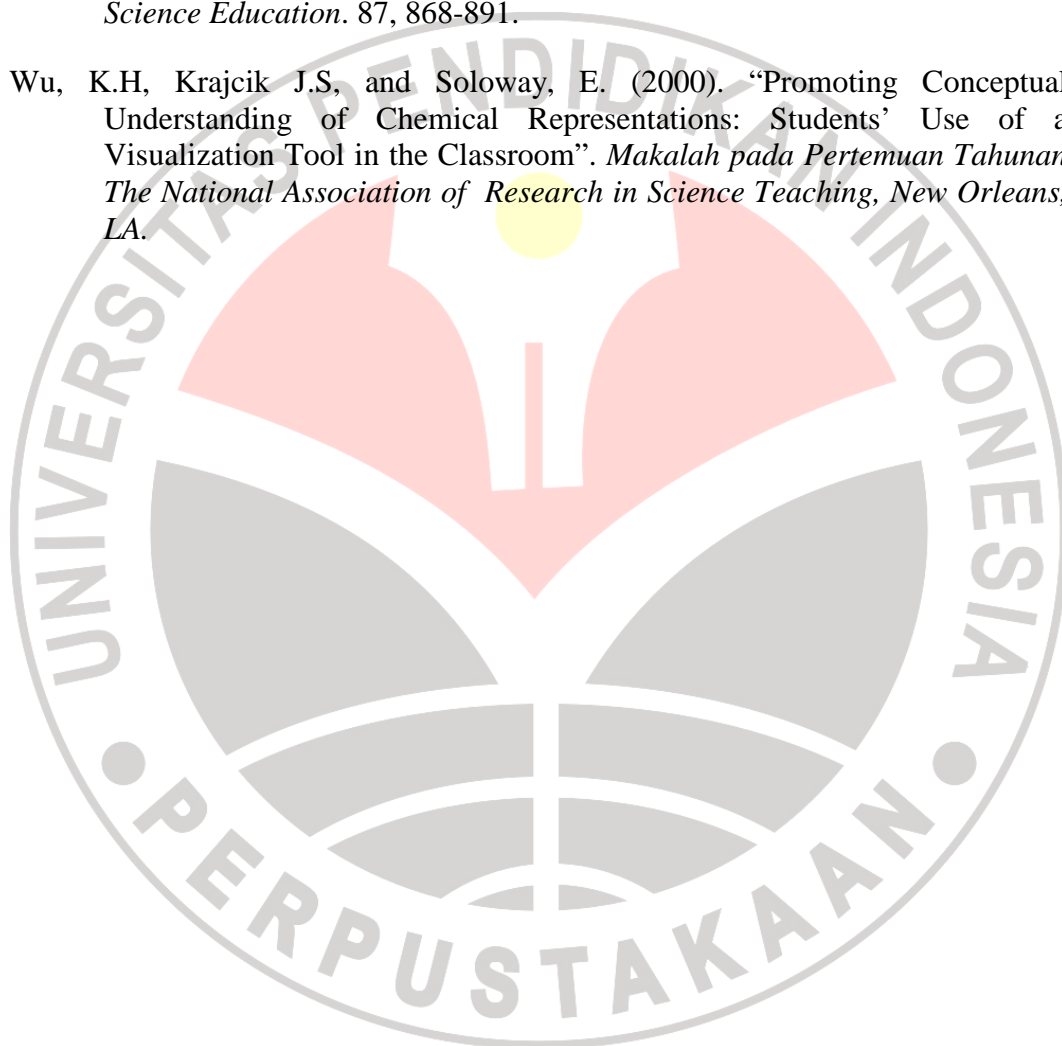 Science Education. 87, 868-891.
Wu, K.H, Krajcik J.S, and Soloway, E. (2000). “Promoting Conceptual
Understanding of Chemical Representations: Students’ Use of a
Visualization Tool in the Classroom”. Makalah pada Pertemuan Tahunan
The National Association of Research in Science Teaching, New Orleans,
LA.
UNIVERSITAS PENDIDIKAN INDONESIA
PERPUSTAKAAN